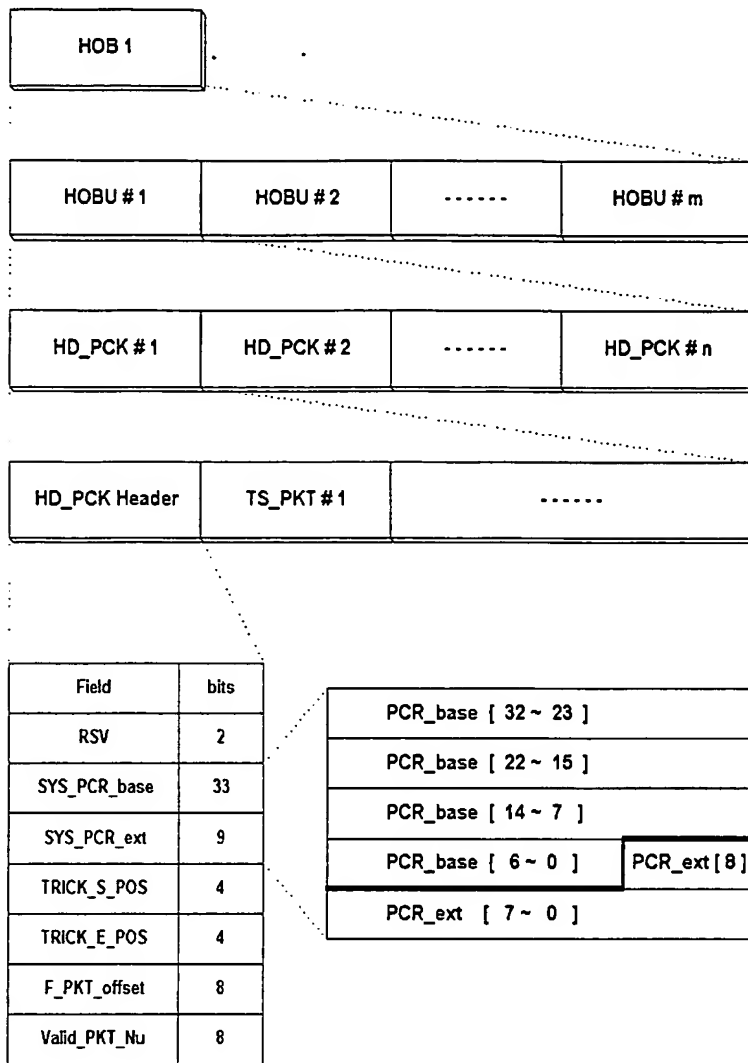 HOB 1
HOBU # 1 HOBU # 2 ------ HOBU # m
HD_PCK # 1 HD_PCK # 2 ------ HD_PCK # n
HD_PCK Header TS_PKT # 1 ------
Field bits
RSV 2
SYS_PCR_base 33
SYS_PCR_ext 9
TRICK_S_POS 4
TRICK_E_POS 4
F_PKT_offset 8
Valid_PKT_Nu 8
PCR_base [ 32 ~ 23 ]
PCR_base [ 22 ~ 15 ]
PCR_base [ 14 ~ 7 ]
PCR_base [ 6 ~ 0 ] PCR_ext [ 8 ]
PCR_ext [ 7 ~ 0 ]